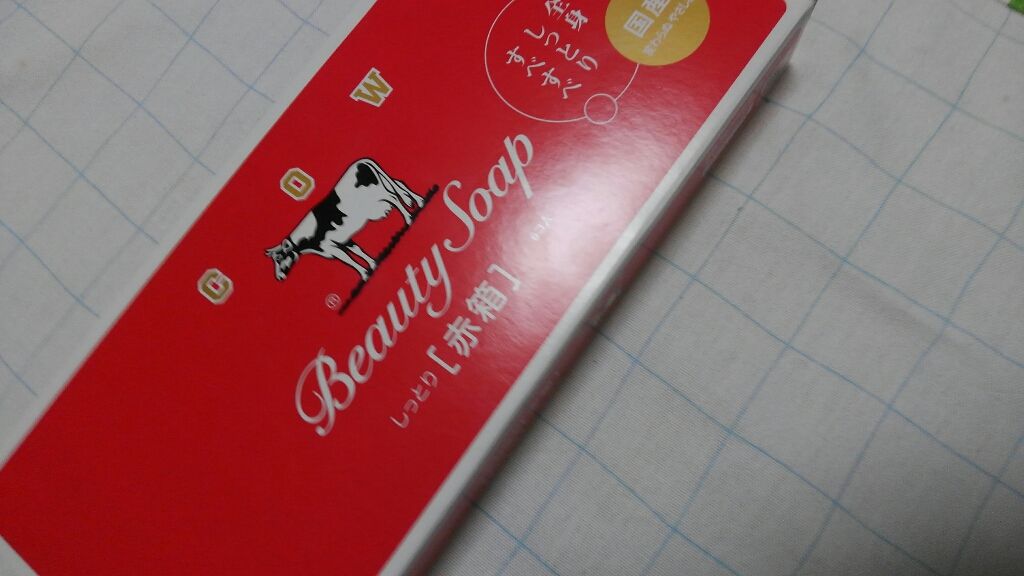 全身
しっとり
すべすべ
国産
COW
Beauty Soap
®
しっとり [赤箱]